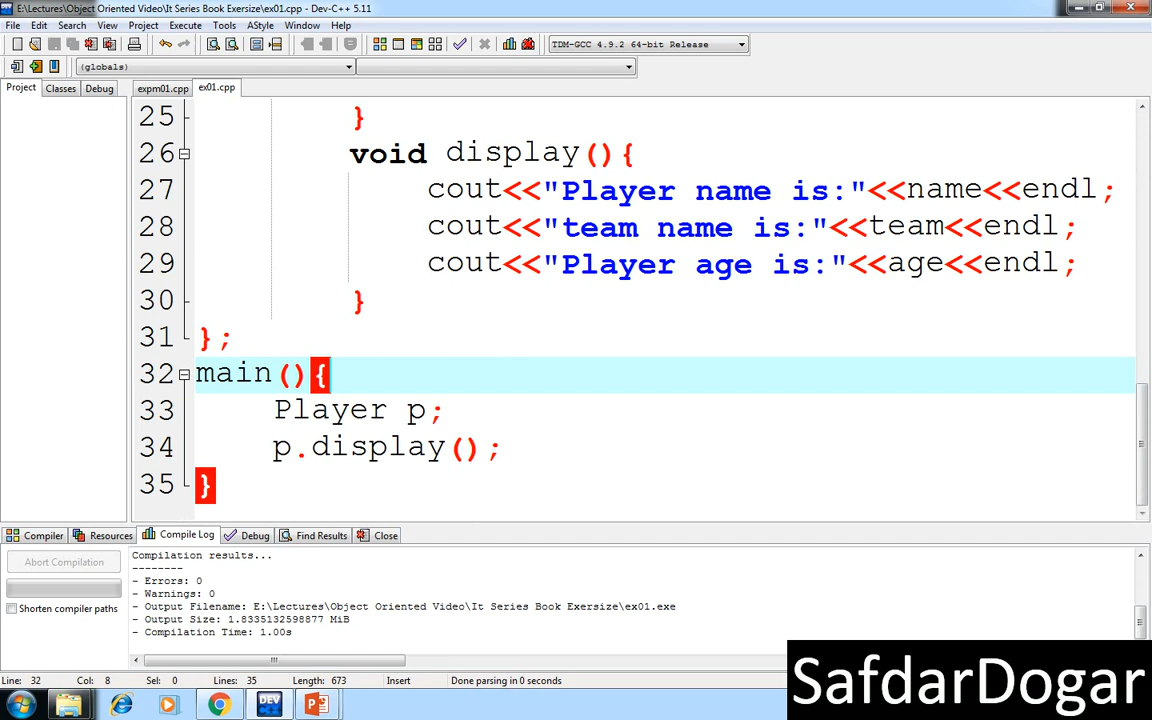 E:\Lectures\Object Oriented Video\It Series Book Exersize\ex01.cpp - Dev-C++ 5.11
File Edit Search View Project Execute Tools AStyle Window Help
TDM-GCC 4.9.2 64-bit Release
(globals)
Project Classes Debug expm01.cpp ex01.cpp
25 }
26 void display(){
27 cout<<"Player name is:"<<name<<endl;
28 cout<<"team name is:"<<team<<endl;
29 cout<<"Player age is:"<<age<<endl;
30 }
31 };
32 main(){
33 Player p;
34 p.display();
35 }
Compiler Resources Compile Log Debug Find Results Close
Abort Compilation
Shorten compiler paths
Compilation results...
--------
- Errors: 0
- Warnings: 0
- Output Filename: E:\Lectures\Object Oriented Video\It Series Book Exersize\ex01.exe
- Output Size: 1.8335132598877 MiB
- Compilation Time: 1.00s
Line: 32 Col: 8 Sel: 0 Lines: 35 Length: 673 Insert Done parsing in 0 seconds
DEV
SafdarDogar